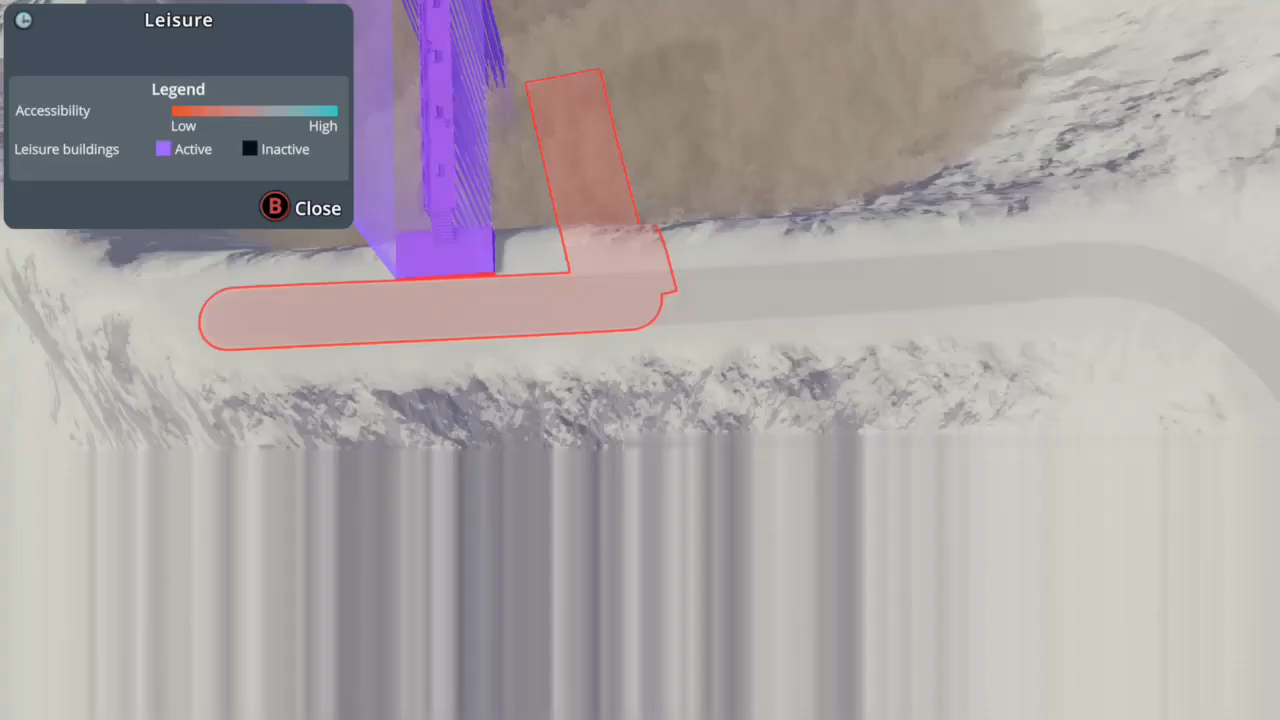 Leisure
Legend
Accessibility
Low High
Leisure buildings Active Inactive
B Close